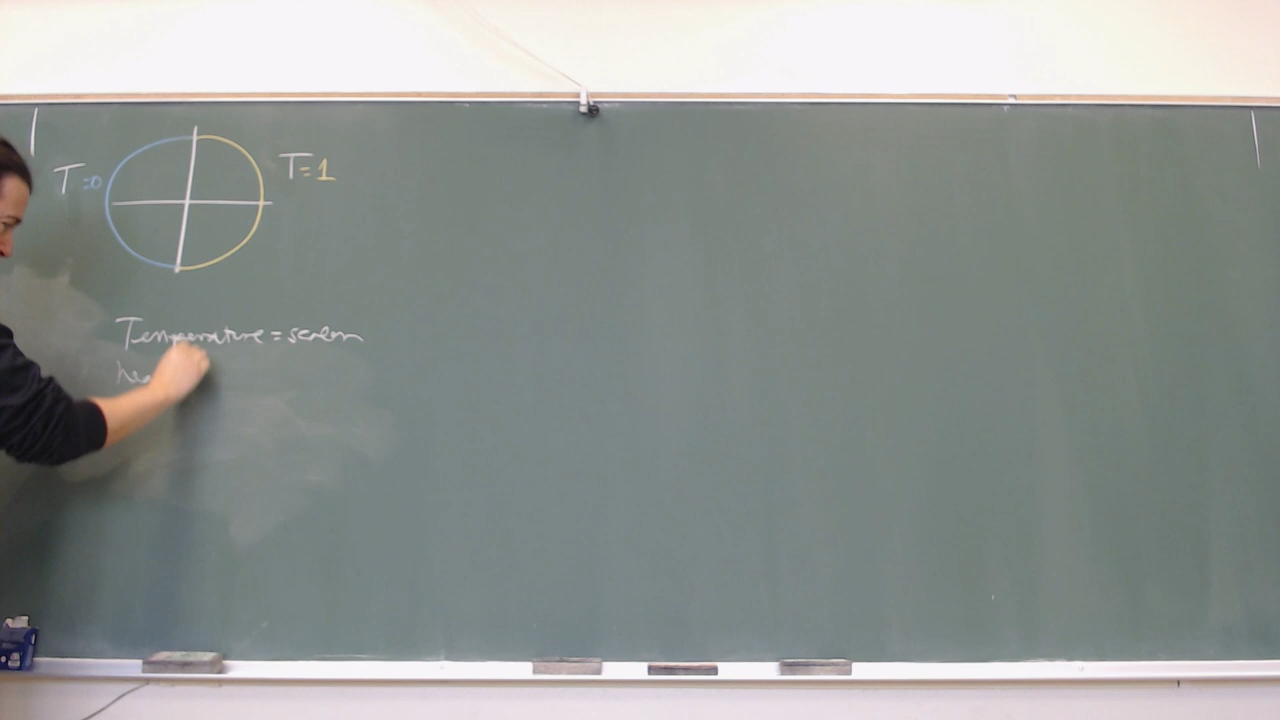 T=0
T=1
Temperature = scalar